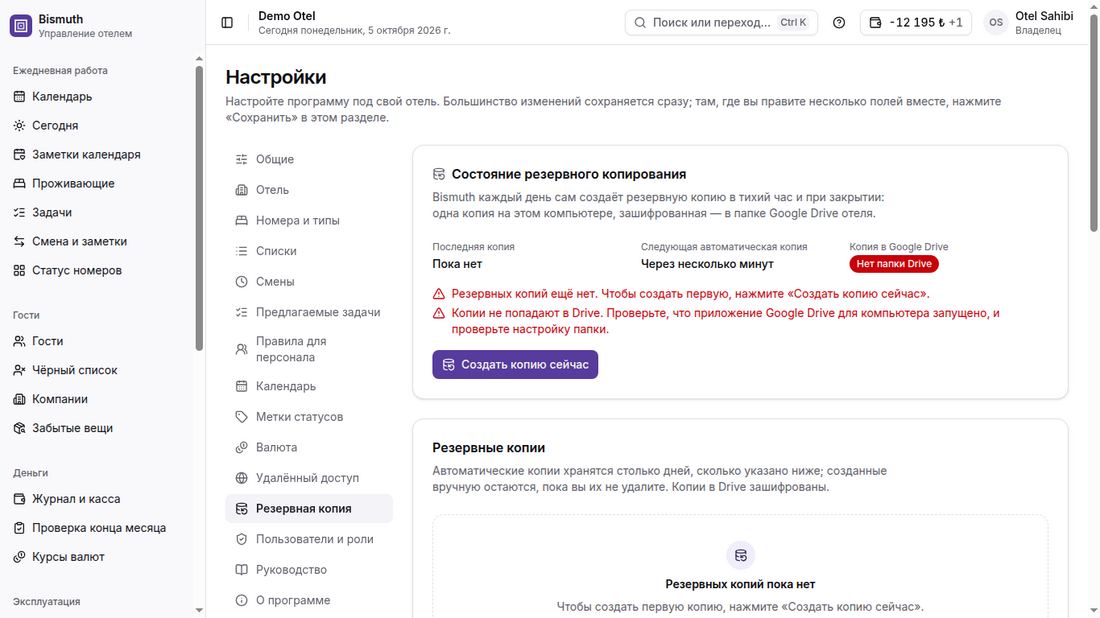 Bismuth
Управление отелем
Ежедневная работа
Календарь
Сегодня
Заметки календаря
Проживающие
Задачи
Смена и заметки
Статус номеров
Гости
Гости
Чёрный список
Компании
Забытые вещи
Деньги
Журнал и касса
Проверка конца месяца
Курсы валют
Эксплуатация
Demo Otel
Сегодня понедельник, 5 октября 2026 г.
Поиск или переход... Ctrl K
-12 195 ₺ +1
OS
Otel Sahibi
Владелец
Настройки
Настройте программу под свой отель. Большинство изменений сохраняется сразу; там, где вы правите несколько полей вместе, нажмите
«Сохранить» в этом разделе.
Общие
Отель
Номера и типы
Списки
Смены
Предлагаемые задачи
Правила для
персонала
Календарь
Метки статусов
Валюта
Удалённый доступ
Резервная копия
Пользователи и роли
Руководство
О программе
Состояние резервного копирования
Bismuth каждый день сам создаёт резервную копию в тихий час и при закрытии:
одна копия на этом компьютере, зашифрованная — в папке Google Drive отеля.
Последняя копия
Пока нет
Следующая автоматическая копия
Через несколько минут
Копия в Google Drive
Нет папки Drive
Резервных копий ещё нет. Чтобы создать первую, нажмите «Создать копию сейчас».
Копии не попадают в Drive. Проверьте, что приложение Google Drive для компьютера запущено, и
проверьте настройку папки.
Создать копию сейчас
Резервные копии
Автоматические копии хранятся столько дней, сколько указано ниже; созданные
вручную остаются, пока вы их не удалите. Копии в Drive зашифрованы.
Резервных копий пока нет
Чтобы создать первую копию, нажмите «Создать копию сейчас».